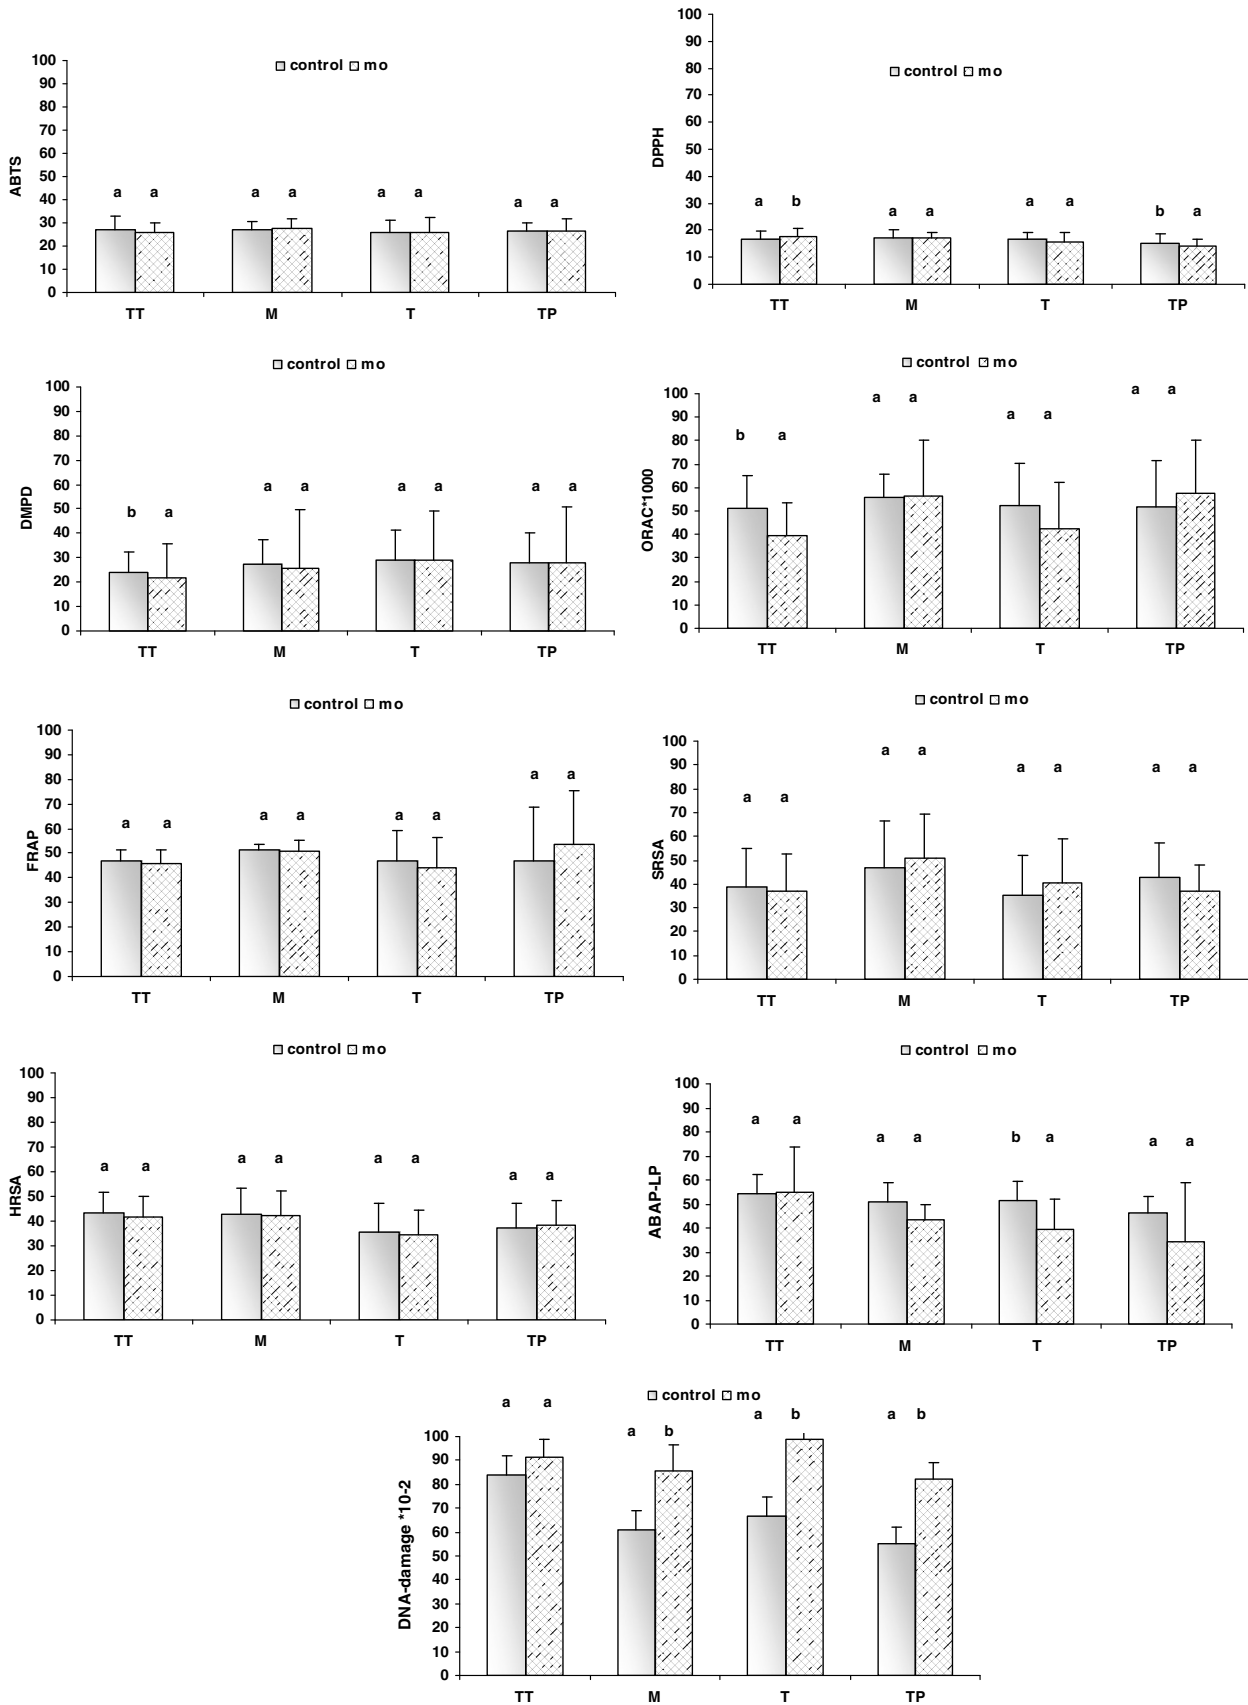 control mo
ABTS
100
90
80
70
60
50
40
30
20
10
0
a a a a a a a a
TT M T TP
control mo
DPPH
100
90
80
70
60
50
40
30
20
10
0
a b a a a a b a
TT M T TP
control mo
DMPD
100
90
80
70
60
50
40
30
20
10
0
b a a a a a a a
TT M T TP
control mo
ORAC*1000
100
90
80
70
60
50
40
30
20
10
0
b a a a a a a a
TT M T TP
control mo
FRAP
100
90
80
70
60
50
40
30
20
10
0
a a a a a a a a
TT M T TP
control mo
SRSA
100
90
80
70
60
50
40
30
20
10
0
a a a a a a a a
TT M T TP
control mo
HRSA
100
90
80
70
60
50
40
30
20
10
0
a a a a a a a a
TT M T TP
control mo
ABAP-LP
100
90
80
70
60
50
40
30
20
10
0
a a a a b a a a
TT M T TP
control mo
DNA-damage *10-2
100
90
80
70
60
50
40
30
20
10
0
a a a b a b a b
TT M T TP